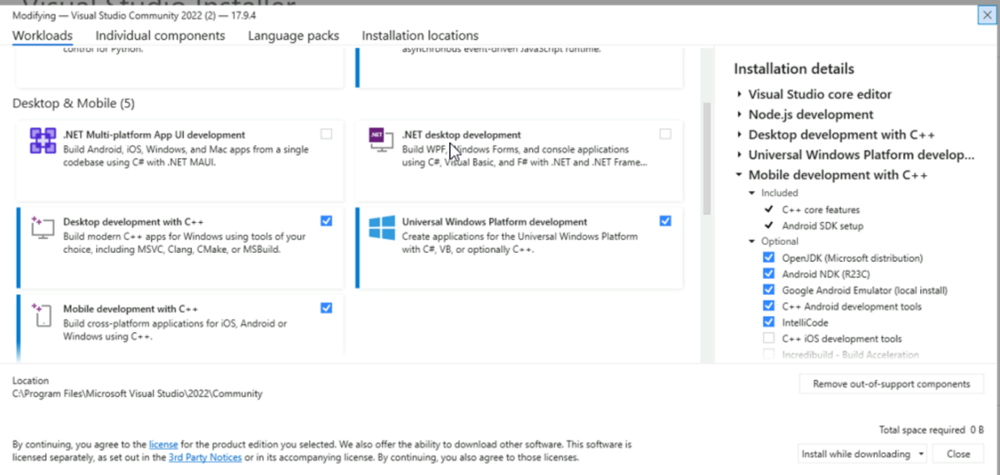 Visual Studio Installer
Modifying — Visual Studio Community 2022 (2) — 17.9.4
Workloads Individual components Language packs Installation locations
control for Python.
asynchronous event-driven JavaScript runtime.
Desktop & Mobile (5)
.NET Multi-platform App UI development
Build Android, iOS, Windows, and Mac apps from a single
codebase using C# with .NET MAUI.
.NET
.NET desktop development
Build WPF, Windows Forms, and console applications
using C#, Visual Basic, and F# with .NET and .NET Frame...
Desktop development with C++
Build modern C++ apps for Windows using tools of your
choice, including MSVC, Clang, CMake, or MSBuild.
Universal Windows Platform development
Create applications for the Universal Windows Platform
with C#, VB, or optionally C++.
Mobile development with C++
Build cross-platform applications for iOS, Android or
Windows using C++.
Installation details
Visual Studio core editor
Node.js development
Desktop development with C++
Universal Windows Platform develop...
Mobile development with C++
Included
C++ core features
Android SDK setup
Optional
OpenJDK (Microsoft distribution)
Android NDK (R23C)
Google Android Emulator (local install)
C++ Android development tools
IntelliCode
C++ iOS development tools
Incredibuild - Build Acceleration
Location
C:\Program Files\Microsoft Visual Studio\2022\Community
Remove out-of-support components
Total space required 0 B
By continuing, you agree to the license for the product edition you selected. We also offer the ability to download other software. This software is
licensed separately, as set out in the 3rd Party Notices or in its accompanying license. By continuing, you also agree to those licenses.
Install while downloading
Close